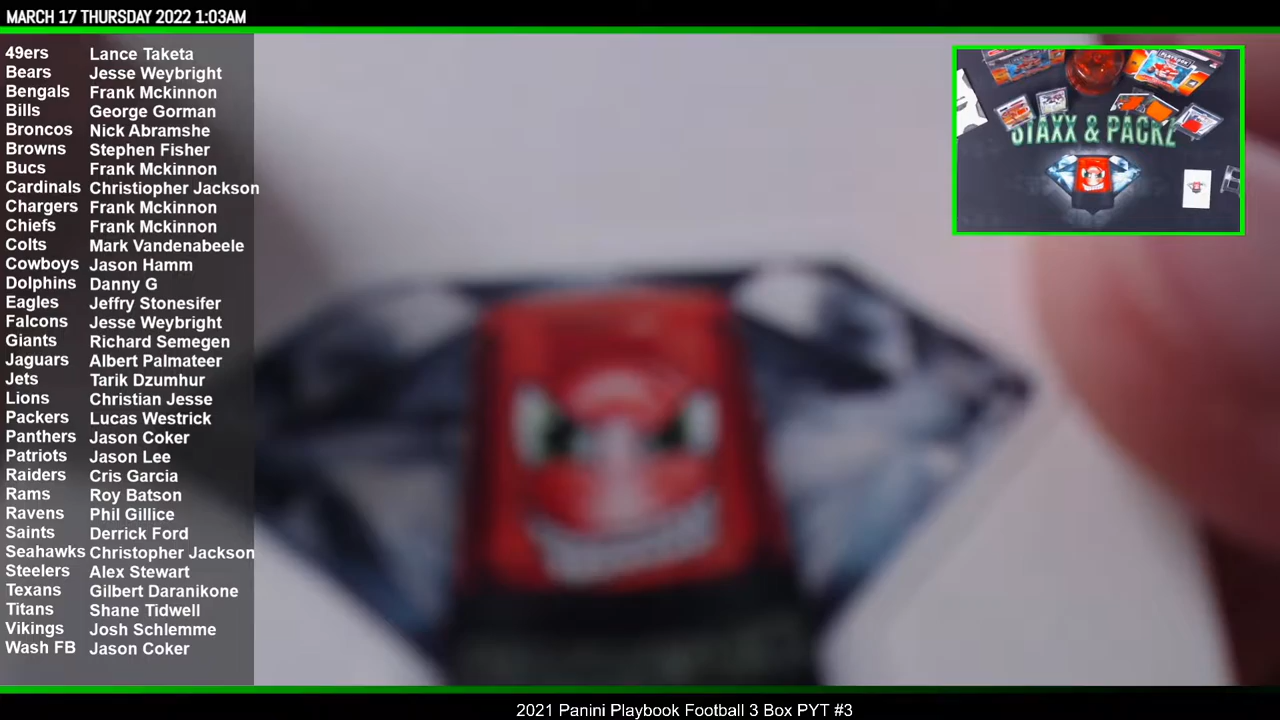 MARCH 17 THURSDAY 2022 1:03AM
49ers Lance Taketa
Bears Jesse Weybright
Bengals Frank Mckinnon
Bills George Gorman
Broncos Nick Abramshe
Browns Stephen Fisher
Bucs Frank Mckinnon
Cardinals Christiopher Jackson
Chargers Frank Mckinnon
Chiefs Frank Mckinnon
Colts Mark Vandenabeele
Cowboys Jason Hamm
Dolphins Danny G
Eagles Jeffry Stonesifer
Falcons Jesse Weybright
Giants Richard Semegen
Jaguars Albert Palmateer
Jets Tarik Dzumhur
Lions Christian Jesse
Packers Lucas Westrick
Panthers Jason Coker
Patriots Jason Lee
Raiders Cris Garcia
Rams Roy Batson
Ravens Phil Gillice
Saints Derrick Ford
Seahawks Christopher Jackson
Steelers Alex Stewart
Texans Gilbert Daranikone
Titans Shane Tidwell
Vikings Josh Schlemme
Wash FB Jason Coker
PLAYBOOK
STAXX & PACKZ
2021 Panini Playbook Football 3 Box PYT #3